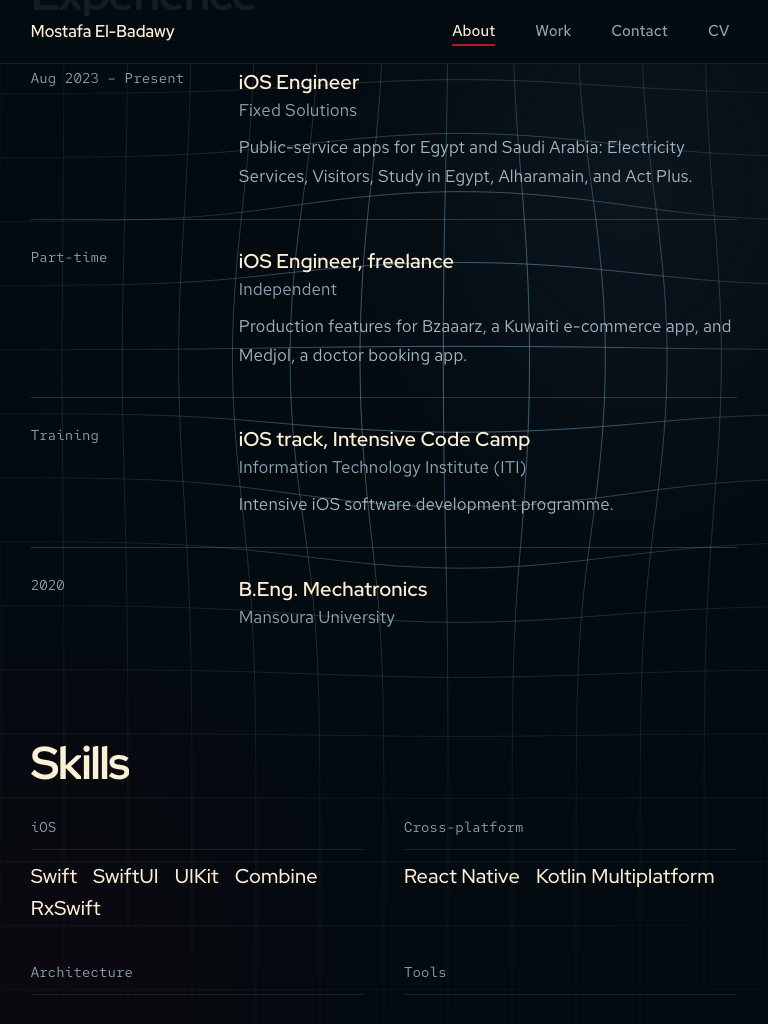 Experience
Mostafa El-Badawy
About Work Contact CV
Aug 2023 – Present
iOS Engineer
Fixed Solutions
Public-service apps for Egypt and Saudi Arabia: Electricity
Services, Visitors, Study in Egypt, Alharamain, and Act Plus.
Part-time
iOS Engineer, freelance
Independent
Production features for Bzaaarz, a Kuwaiti e-commerce app, and
Medjol, a doctor booking app.
Training
iOS track, Intensive Code Camp
Information Technology Institute (ITI)
Intensive iOS software development programme.
2020
B.Eng. Mechatronics
Mansoura University
Skills
iOS
Swift SwiftUI UIKit Combine
RxSwift
Cross-platform
React Native Kotlin Multiplatform
Architecture
Tools